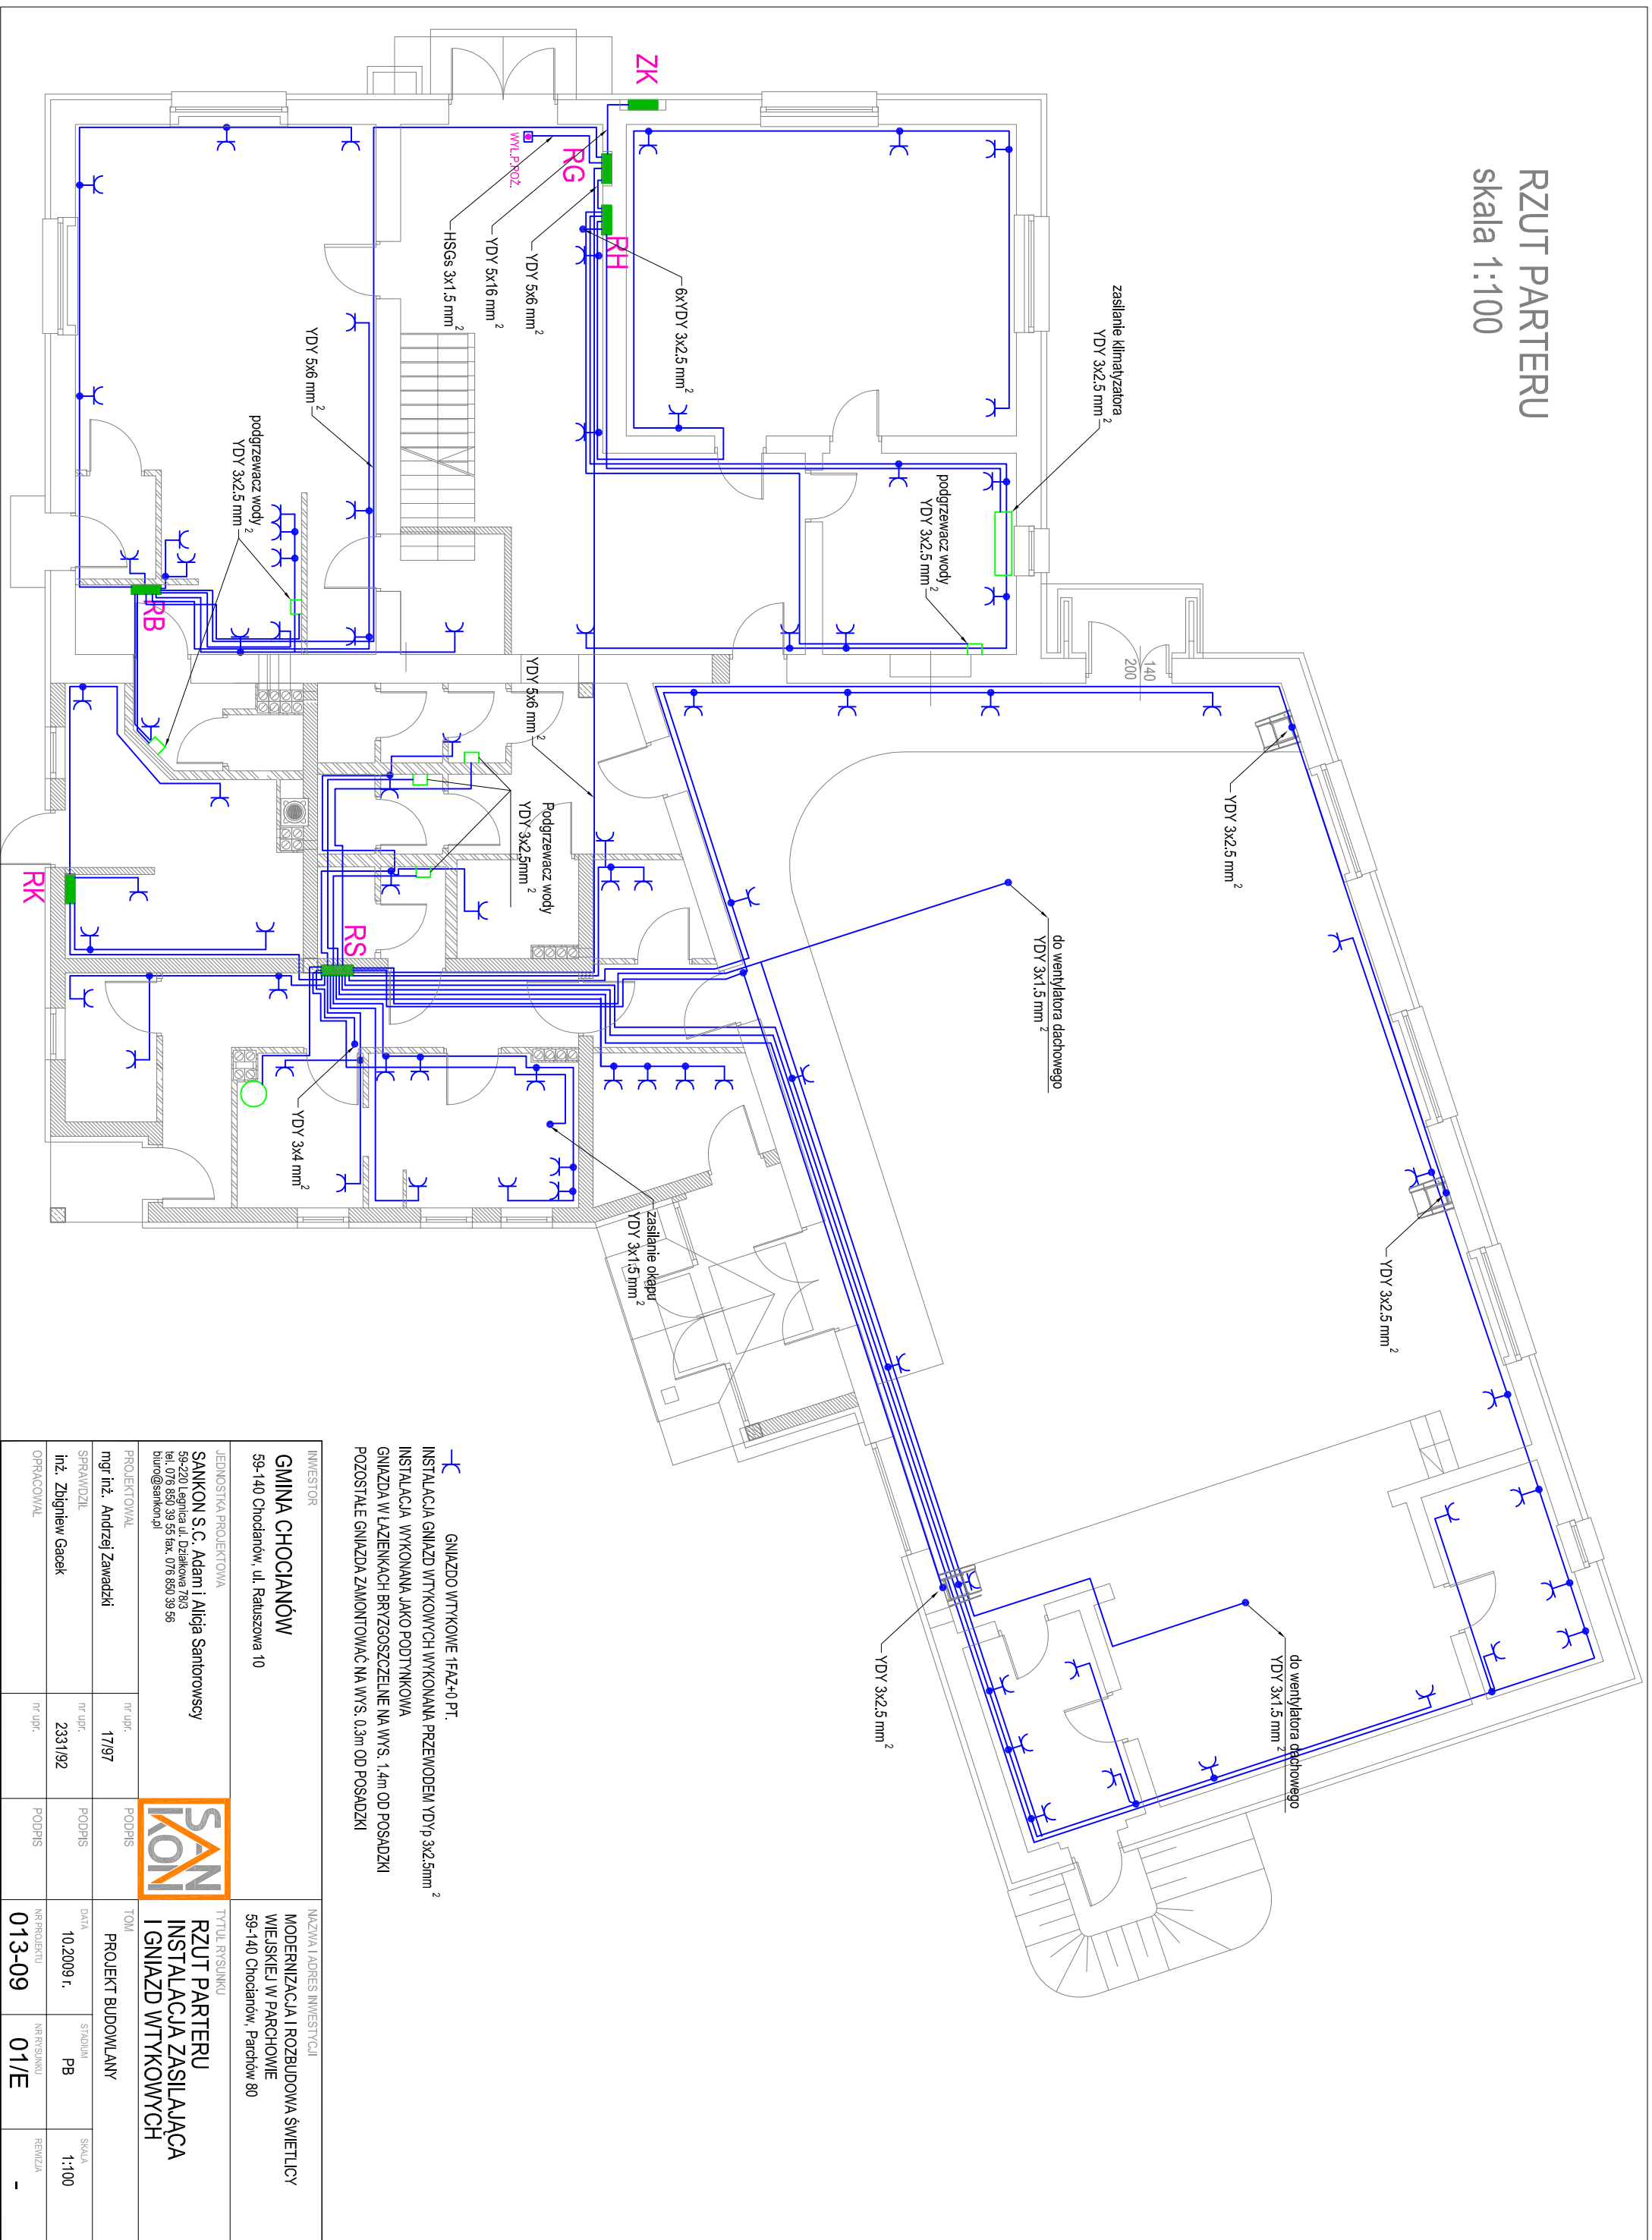 RZUT PARTERU
skala 1:100
ZK
RG
WYŁ.P.POŻ.
RH
HSGs 3x1.5 mm²
YDY 5x16 mm²
YDY 5x6 mm²
6xYDY 3x2.5 mm²
zasilanie klimatyzatora
YDY 3x2.5 mm²
podgrzewacz wody
YDY 3x2.5 mm²
YDY 5x6 mm²
podgrzewacz wody
YDY 3x2.5 mm²
RB
YDY 5x6 mm²
140
200
Podgrzewacz wody
YDY 3x2,5mm²
RK
RS
YDY 3x2.5 mm²
do wentylatora dachowego
YDY 3x1.5 mm²
YDY 3x4 mm²
zasilanie okapu
YDY 3x1.5 mm²
YDY 3x2.5 mm²
YDY 3x2.5 mm²
do wentylatora dachowego
YDY 3x1.5 mm²
GNIAZDO WTYKOWE 1FAZ+0 PT.
INSTALACJA GNIAZD WTYKOWYCH WYKONANA PRZEWODEM YDYp 3x2.5mm²
INSTALACJA WYKONANA JAKO PODTYNKOWA
GNIAZDA W ŁAZIENKACH BRYZGOSZCZELNE NA WYS. 1.4m OD POSADZKI
POZOSTAŁE GNIAZDA ZAMONTOWAĆ NA WYS. 0.3m OD POSADZKI
INWESTOR
GMINA CHOCIANÓW
59-140 Chocianów, ul. Ratuszowa 10
NAZWA I ADRES INWESTYCJI
MODERNIZACJA I ROZBUDOWA ŚWIETLICY
WIEJSKIEJ W PARCHOWIE
59-140 Chocianów, Parchów 80
JEDNOSTKA PROJEKTOWA
SANKON S.C. Adam i Alicja Santorowscy
59-220 Legnica ul. Działkowa 78/3
tel. 076 850 39 55 fax. 076 850 39 56
biuro@sankon.pl
SAN
KON
TYTUŁ RYSUNKU
RZUT PARTERU
INSTALACJA ZASILAJĄCA
I GNIAZD WTYKOWYCH
PROJEKTOWAŁ
mgr inż. Andrzej Zawadzki
nr upr.
17/97
PODPIS
TOM
PROJEKT BUDOWLANY
SPRAWDZIŁ
inż. Zbigniew Gacek
nr upr.
2331/92
PODPIS
DATA
10.2009 r.
STADIUM
PB
SKALA
1:100
OPRACOWAŁ
nr upr.
PODPIS
NR PROJEKTU
013-09
NR RYSUNKU
01/E
REWIZJA
-